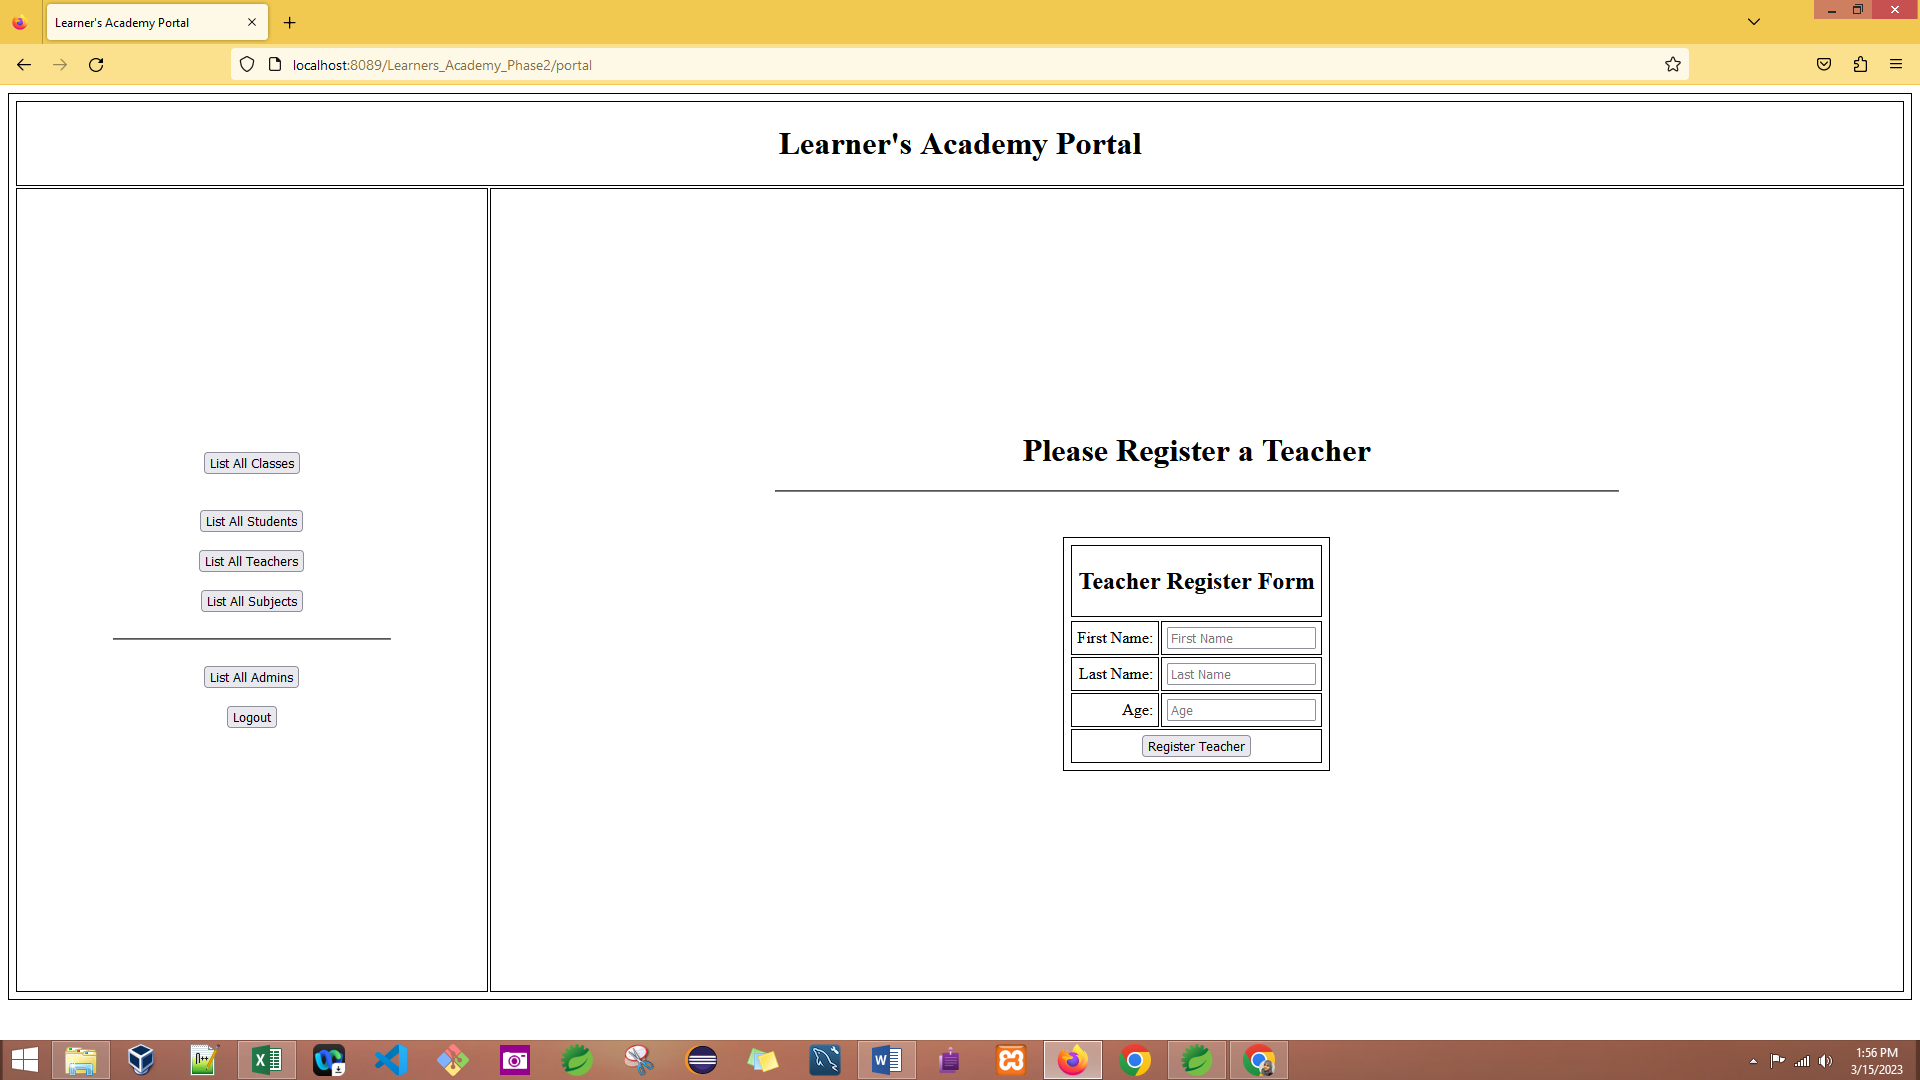 Learner's Academy Portal
localhost:8089/Learners_Academy_Phase2/portal
Learner's Academy Portal
List All Classes
List All Students
List All Teachers
List All Subjects
List All Admins
Logout
Please Register a Teacher
Teacher Register Form
First Name: First Name
Last Name: Last Name
Age: Age
Register Teacher
1:56 PM
3/15/2023